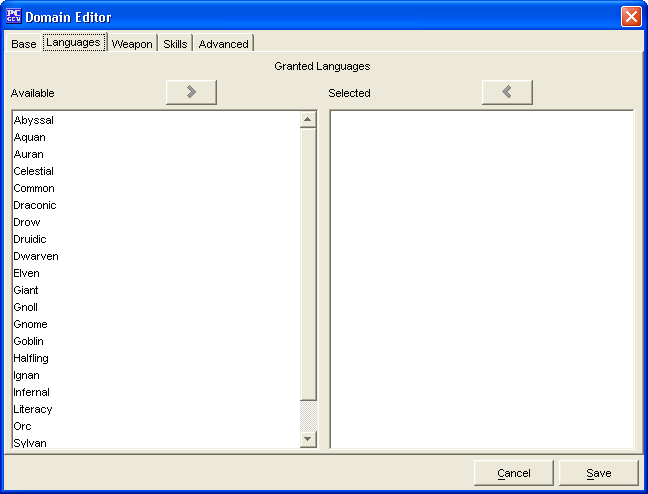 PC GEN Domain Editor
Base Languages Weapon Skills Advanced
Granted Languages
Available Selected
Abyssal
Aquan
Auran
Celestial
Common
Draconic
Drow
Druidic
Dwarven
Elven
Giant
Gnoll
Gnome
Goblin
Halfling
Ignan
Infernal
Literacy
Orc
Sylvan
Cancel Save